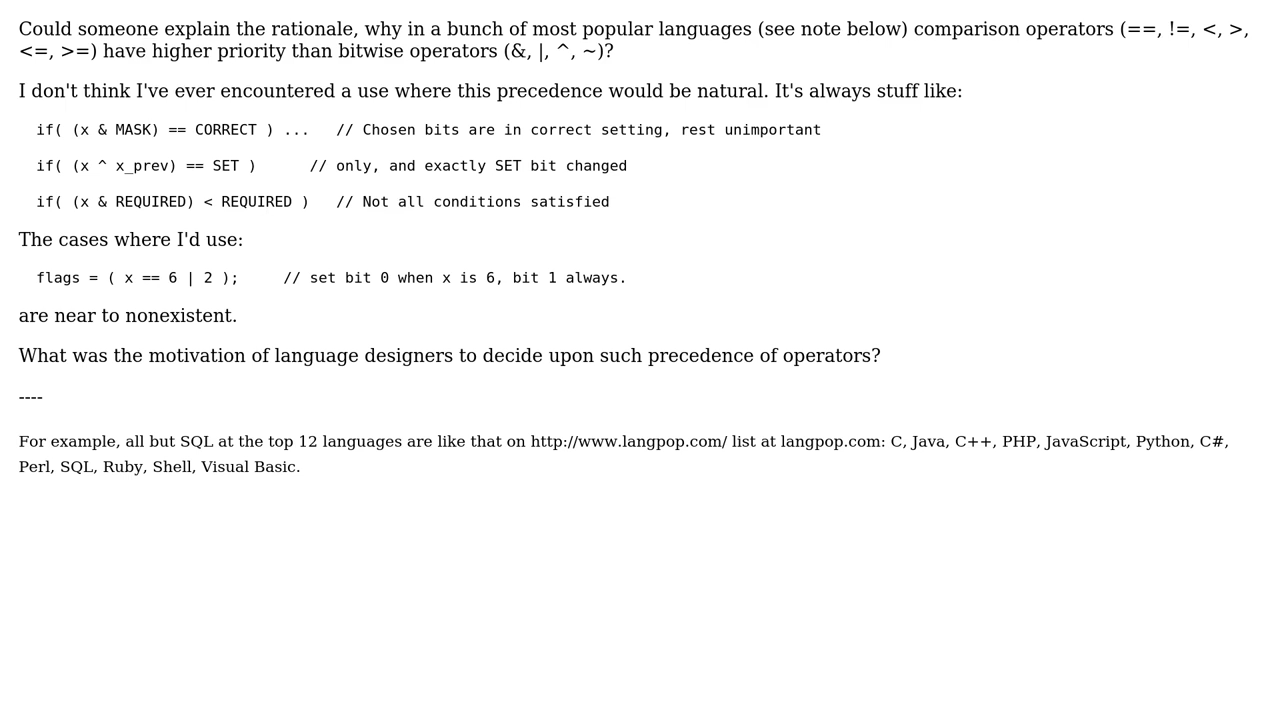 Could someone explain the rationale, why in a bunch of most popular languages (see note below) comparison operators (==, !=, <, >,
<=, >=) have higher priority than bitwise operators (&, |, ^, ~)?
I don't think I've ever encountered a use where this precedence would be natural. It's always stuff like:
if( (x & MASK) == CORRECT ) ...   // Chosen bits are in correct setting, rest unimportant
if( (x ^ x_prev) == SET )      // only, and exactly SET bit changed
if( (x & REQUIRED) < REQUIRED )   // Not all conditions satisfied
The cases where I'd use:
flags = ( x == 6 | 2 );     // set bit 0 when x is 6, bit 1 always.
are near to nonexistent.
What was the motivation of language designers to decide upon such precedence of operators?
----
For example, all but SQL at the top 12 languages are like that on http://www.langpop.com/ list at langpop.com: C, Java, C++, PHP, JavaScript, Python, C#,
Perl, SQL, Ruby, Shell, Visual Basic.